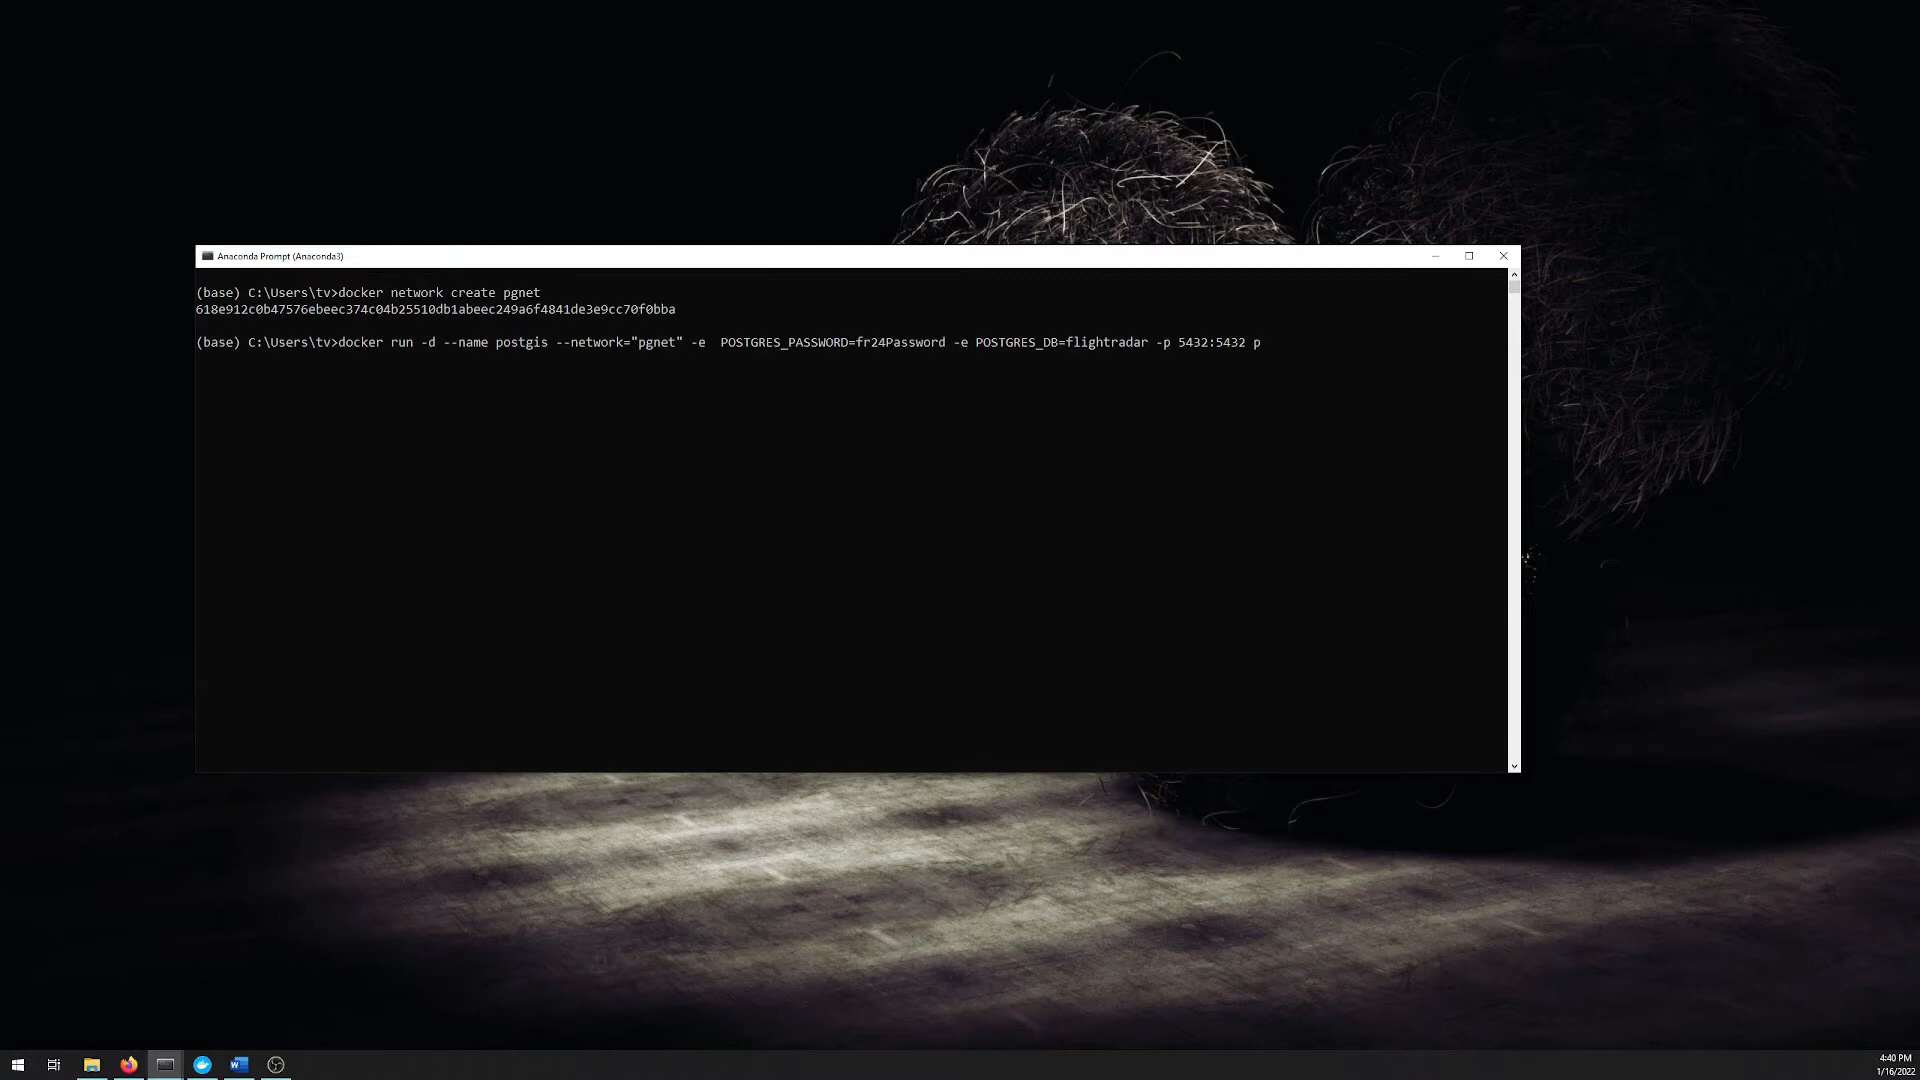 Anaconda Prompt (Anaconda3)
(base) C:\Users\tv>docker network create pgnet
618e912c0b47576ebeec374c04b25510db1abeec249a6f4841de3e9cc70f0bba
(base) C:\Users\tv>docker run -d --name postgis --network="pgnet" -e  POSTGRES_PASSWORD=fr24Password -e POSTGRES_DB=flightradar -p 5432:5432 p
4:40 PM
1/16/2022